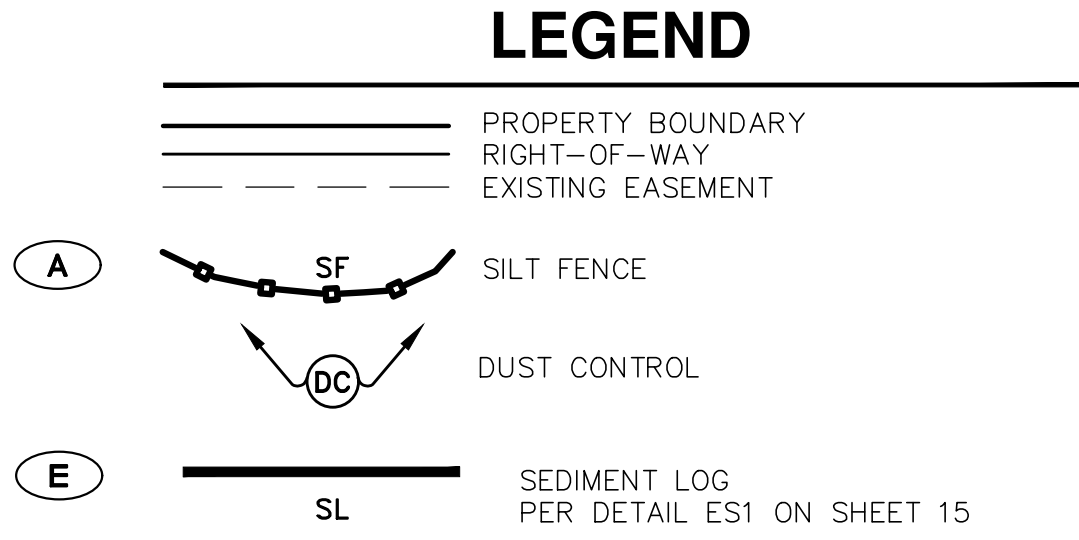 LEGEND
PROPERTY BOUNDARY
RIGHT-OF-WAY
EXISTING EASEMENT
A
SF
SILT FENCE
DC
DUST CONTROL
E
SL
SEDIMENT LOG
PER DETAIL ES1 ON SHEET 15